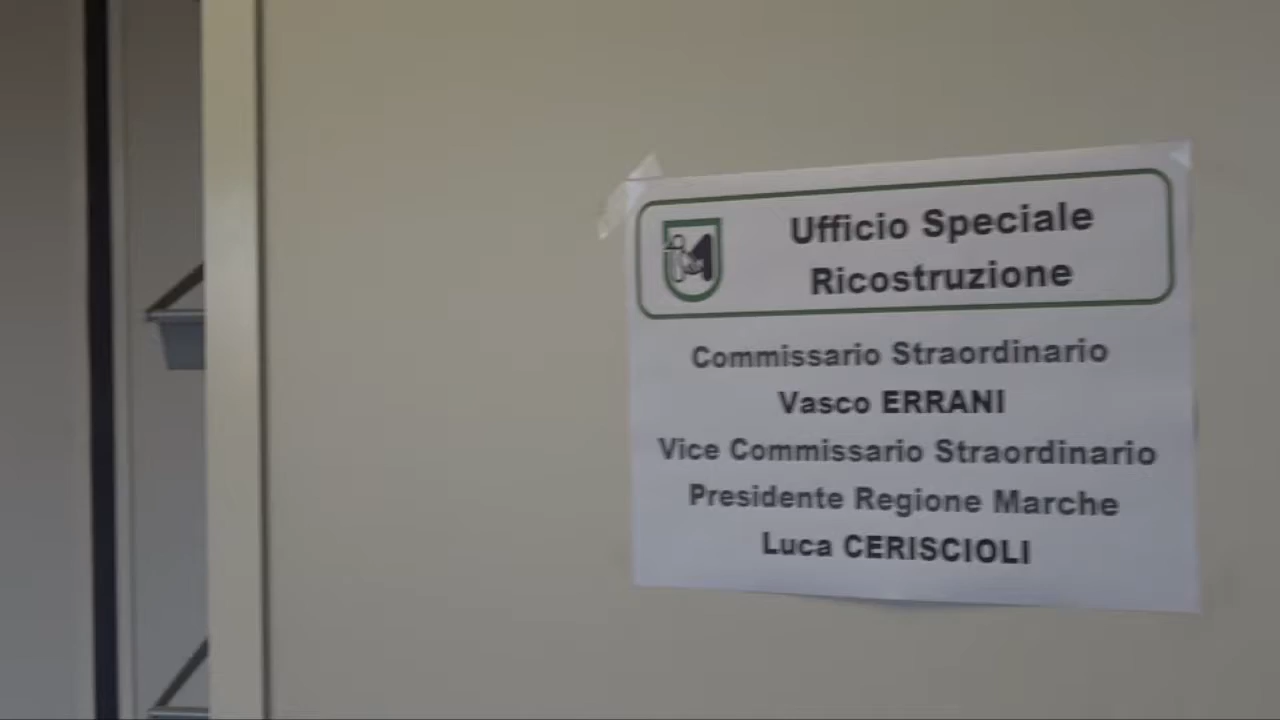 Ufficio Speciale
Ricostruzione
Commissario Straordinario
Vasco ERRANI
Vice Commissario Straordinario
Presidente Regione Marche
Luca CERISCIOLI